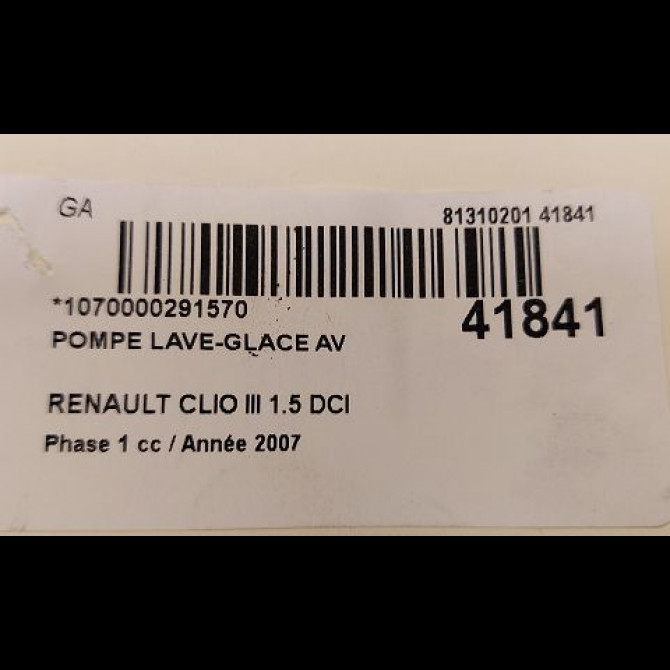 GA
81310201 41841
*1070000291570
41841
POMPE LAVE-GLACE AV
RENAULT CLIO III 1.5 DCI
Phase 1 cc / Année 2007